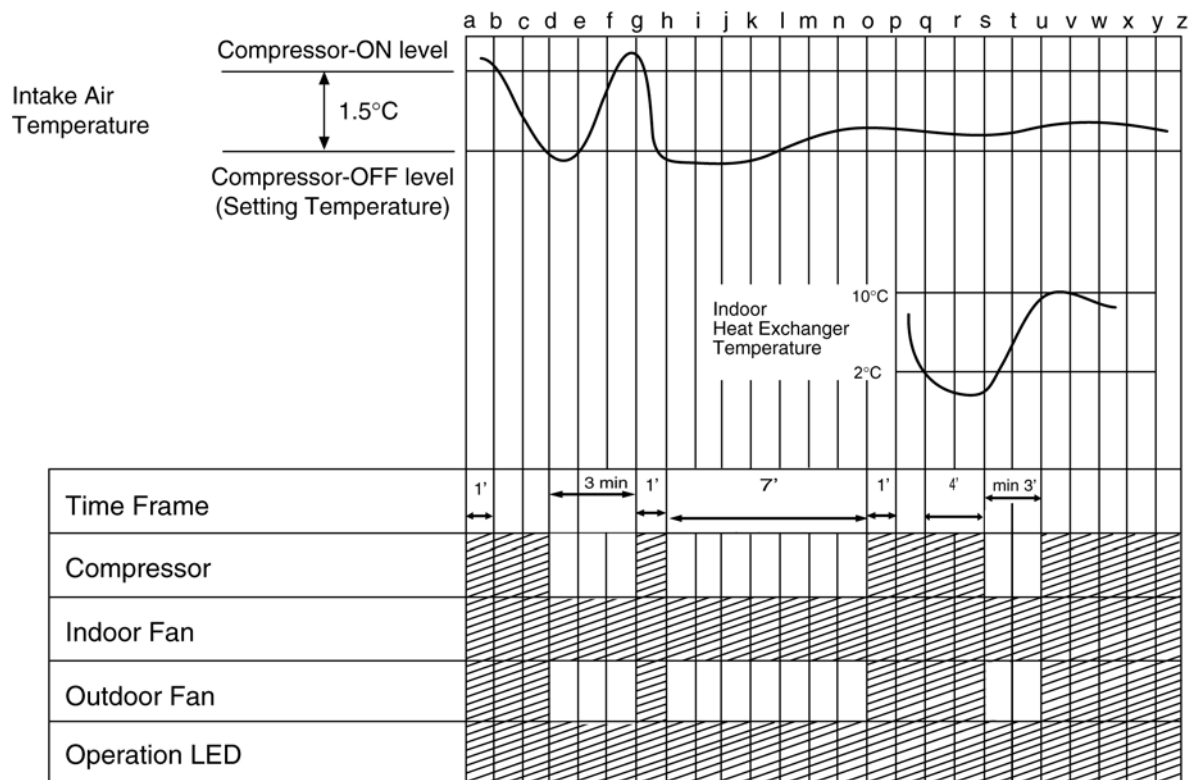 a b c d e f g h i j k l m n o p q r s t u v w x y z
Compressor-ON level
Intake Air
Temperature
1.5°C
Compressor-OFF level
(Setting Temperature)
Indoor
Heat Exchanger
Temperature
10°C
2°C
Time Frame
1’ 3 min 1’ 7’ 1’ 4’ min 3’
Compressor
Indoor Fan
Outdoor Fan
Operation LED